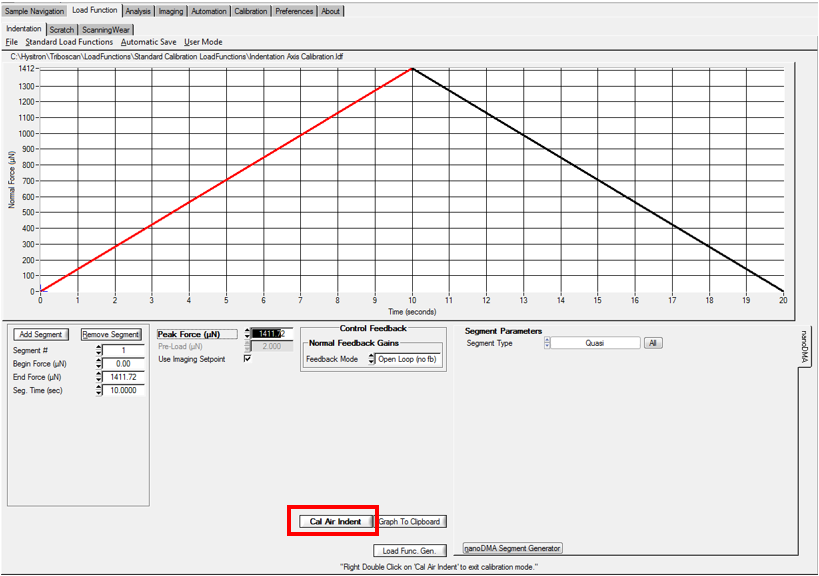 Sample Navigation Load Function Analysis Imaging Automation Calibration Preferences About
Indentation Scratch ScanningWear
File Standard Load Functions Automatic Save User Mode
C:\Hysitron\Triboscan\LoadFunctions\Standard Calibration LoadFunctions\Indentation Axis Calibration.ldf
1412
1300
1200
1100
1000
900
800
700
600
500
400
300
200
100
0
Normal Force (µN)
0 1 2 3 4 5 6 7 8 9 10 11 12 13 14 15 16 17 18 19 20
Time (seconds)
Add Segment Remove Segment
Segment # 1
Begin Force (µN) 0.00
End Force (µN) 1411.72
Seg. Time (sec) 10.0000
Peak Force (µN) 1411.72
Pre-Load (µN) 2.000
Use Imaging Setpoint
Control Feedback
Normal Feedback Gains
Feedback Mode Open Loop (no fb)
Segment Parameters
Segment Type Quasi All
nanoDMA
Cal Air Indent Graph To Clipboard
Load Func. Gen. nanoDMA Segment Generator
"Right Double Click on 'Cal Air Indent' to exit calibration mode."